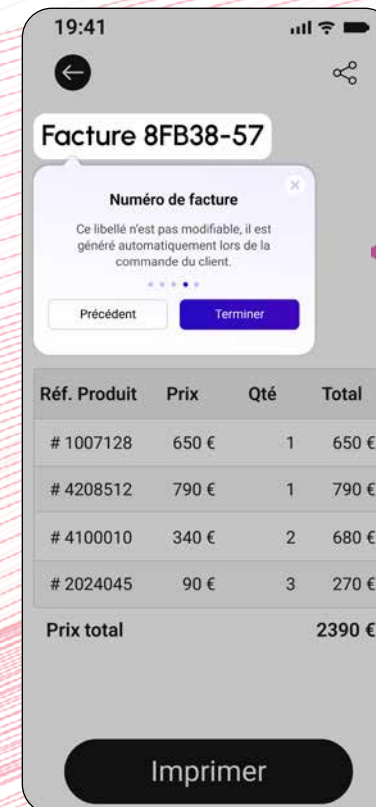 19:41
Facture 8FB38-57
Numéro de facture
Ce libellé n'est pas modifiable, il est
généré automatiquement lors de la
commande du client.
Précédent Terminer
Réf. Produit Prix Qté Total
# 1007128 650 € 1 650 €
# 4208512 790 € 1 790 €
# 4100010 340 € 2 680 €
# 2024045 90 € 3 270 €
Prix total 2390 €
Imprimer